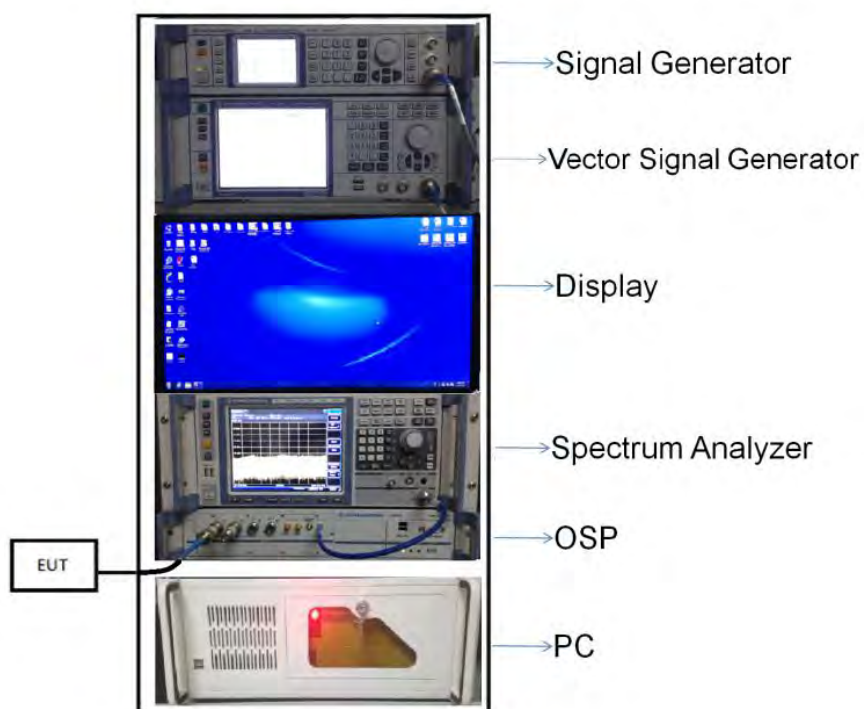 Signal Generator
Vector Signal Generator
Display
Spectrum Analyzer
OSP
EUT
PC